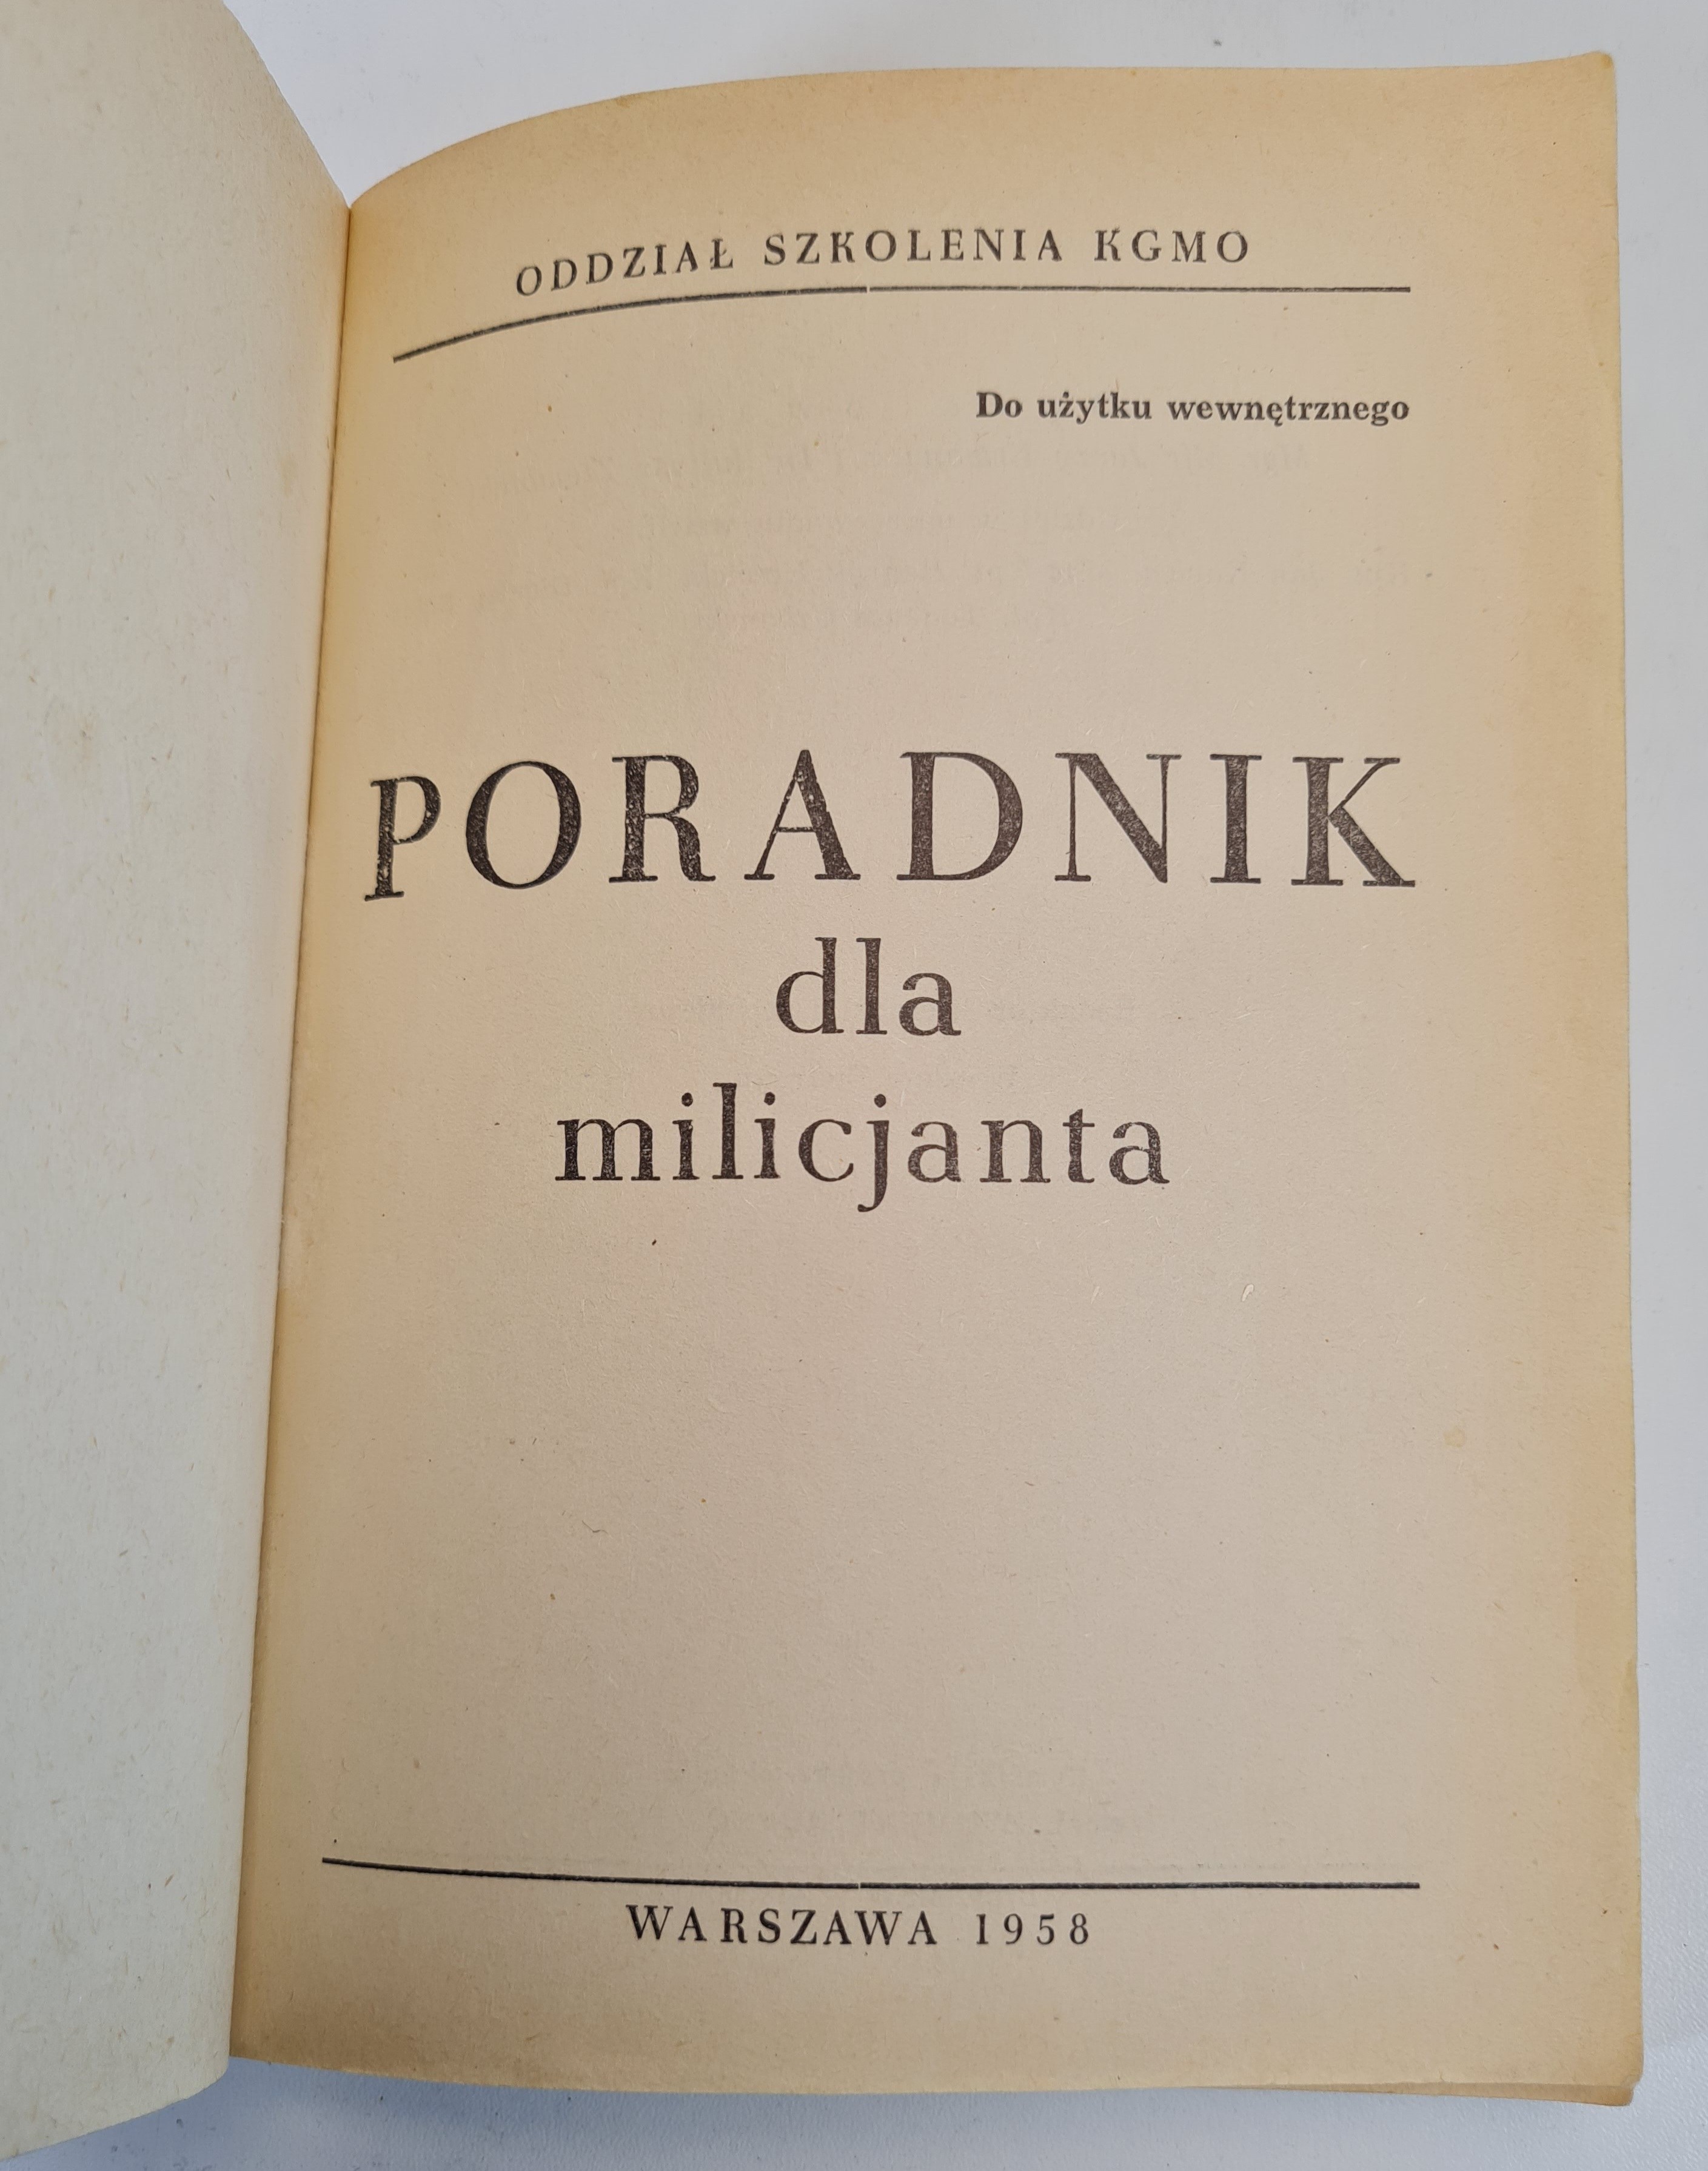 ODDZIAŁ SZKOLENIA KGMO
Do użytku wewnętrznego
PORADNIK
dla
milicjanta
WARSZAWA 1958